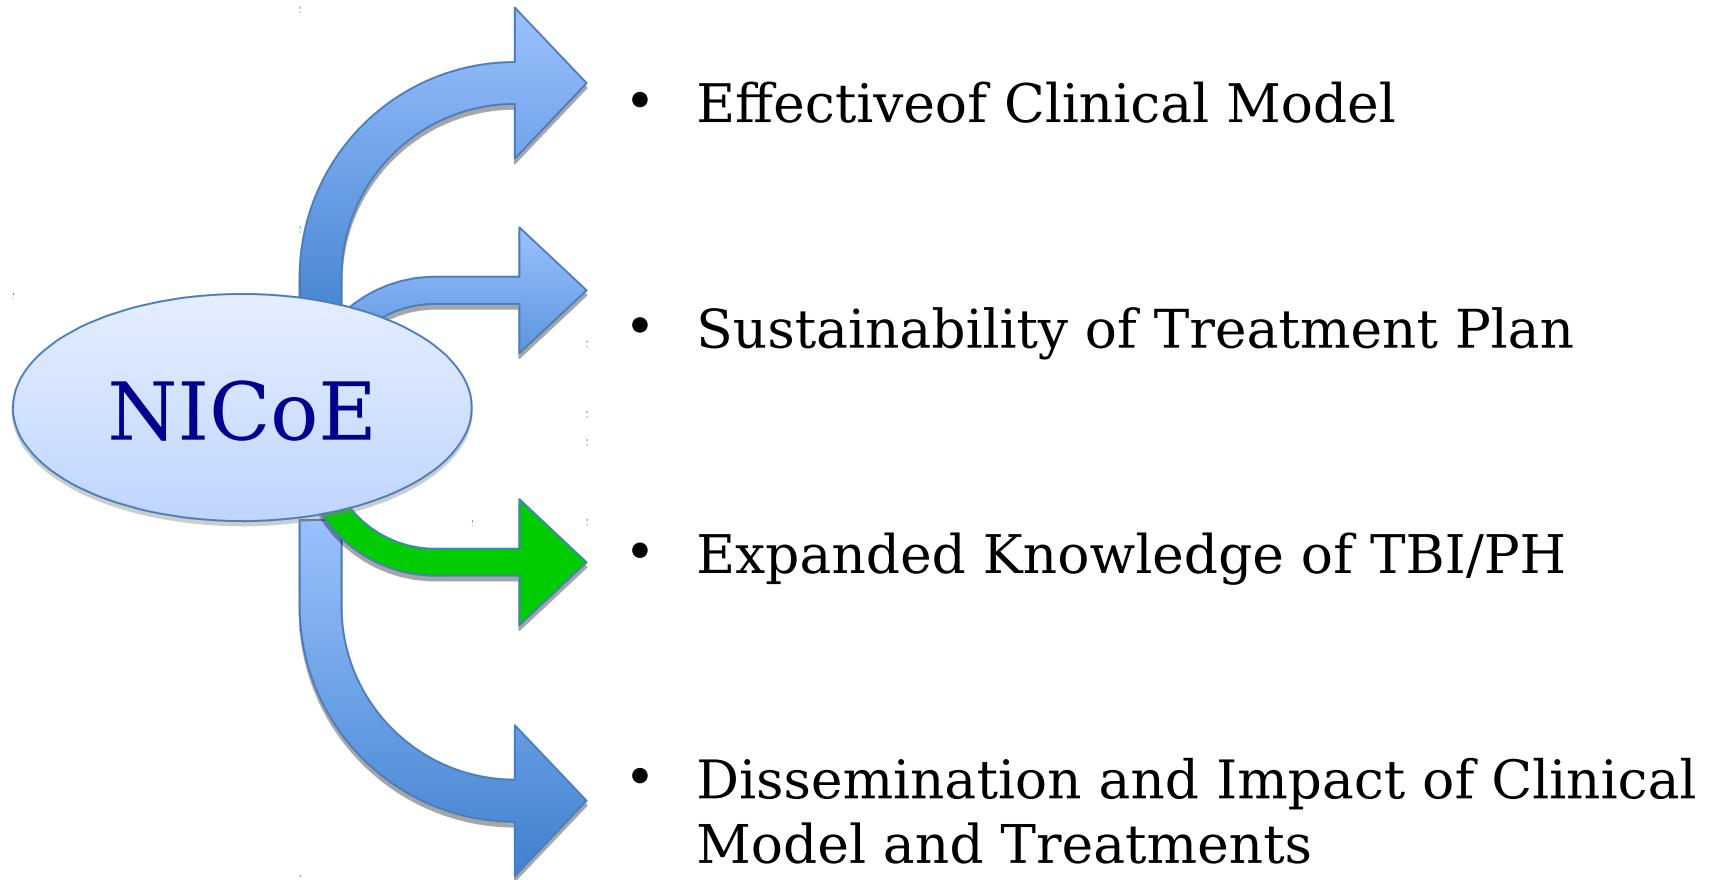 NICoE
• Effectiveof Clinical Model
• Sustainability of Treatment Plan
• Expanded Knowledge of TBI/PH
• Dissemination and Impact of Clinical
Model and Treatments